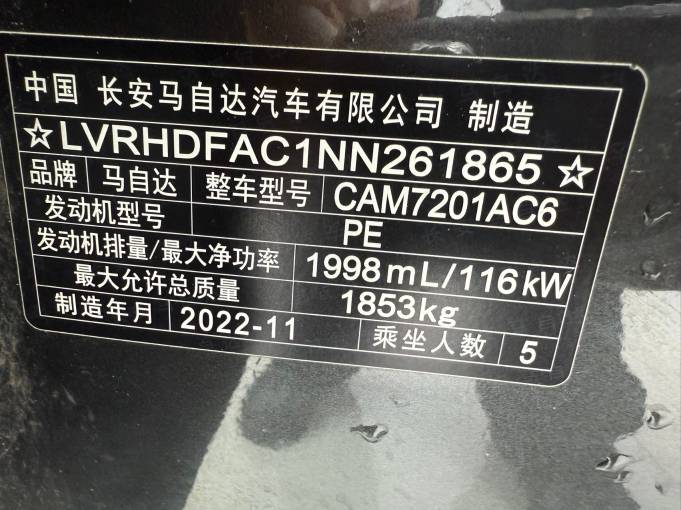 中国 长安马自达汽车有限公司 制造
☆LVRHDFAC1NN261865☆
品牌 马自达 整车型号 CAM7201AC6
发动机型号 PE
发动机排量/最大净功率 1998mL/116kW
最大允许总质量 1853kg
制造年月 2022-11 乘坐人数 5